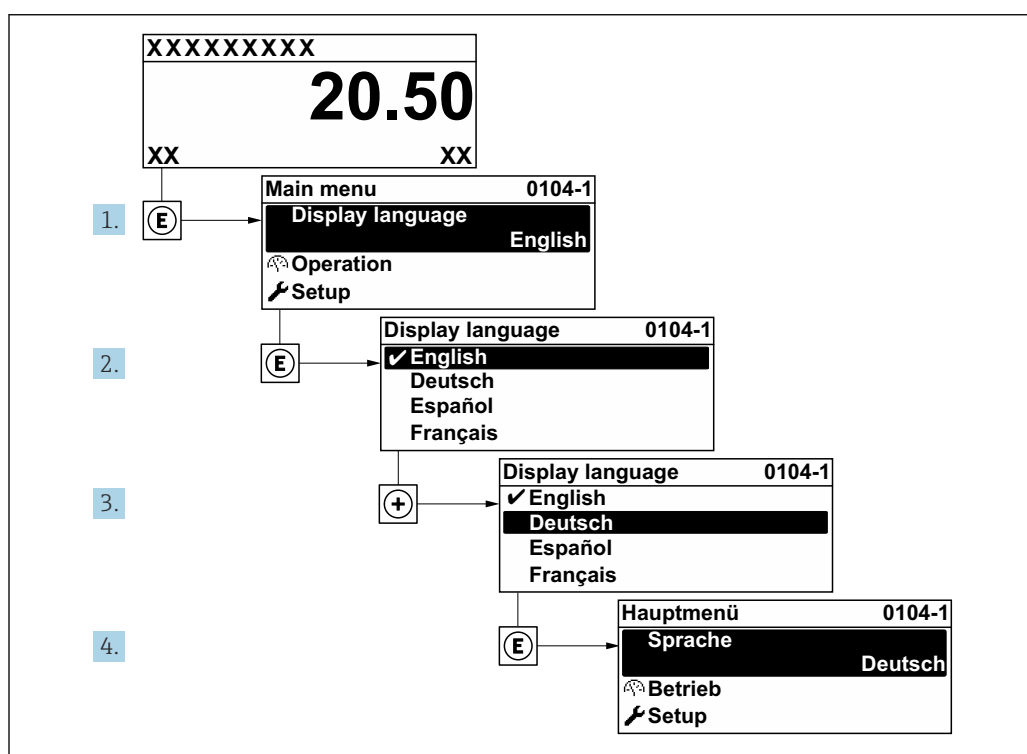 XXXXXXXXX
20.50
XX XX
1. E
Main menu 0104-1
Display language
English
Operation
Setup
2. E
Display language 0104-1
✔English
Deutsch
Español
Français
3. +
Display language 0104-1
✔English
Deutsch
Español
Français
4. E
Hauptmenü 0104-1
Sprache
Deutsch
Betrieb
Setup